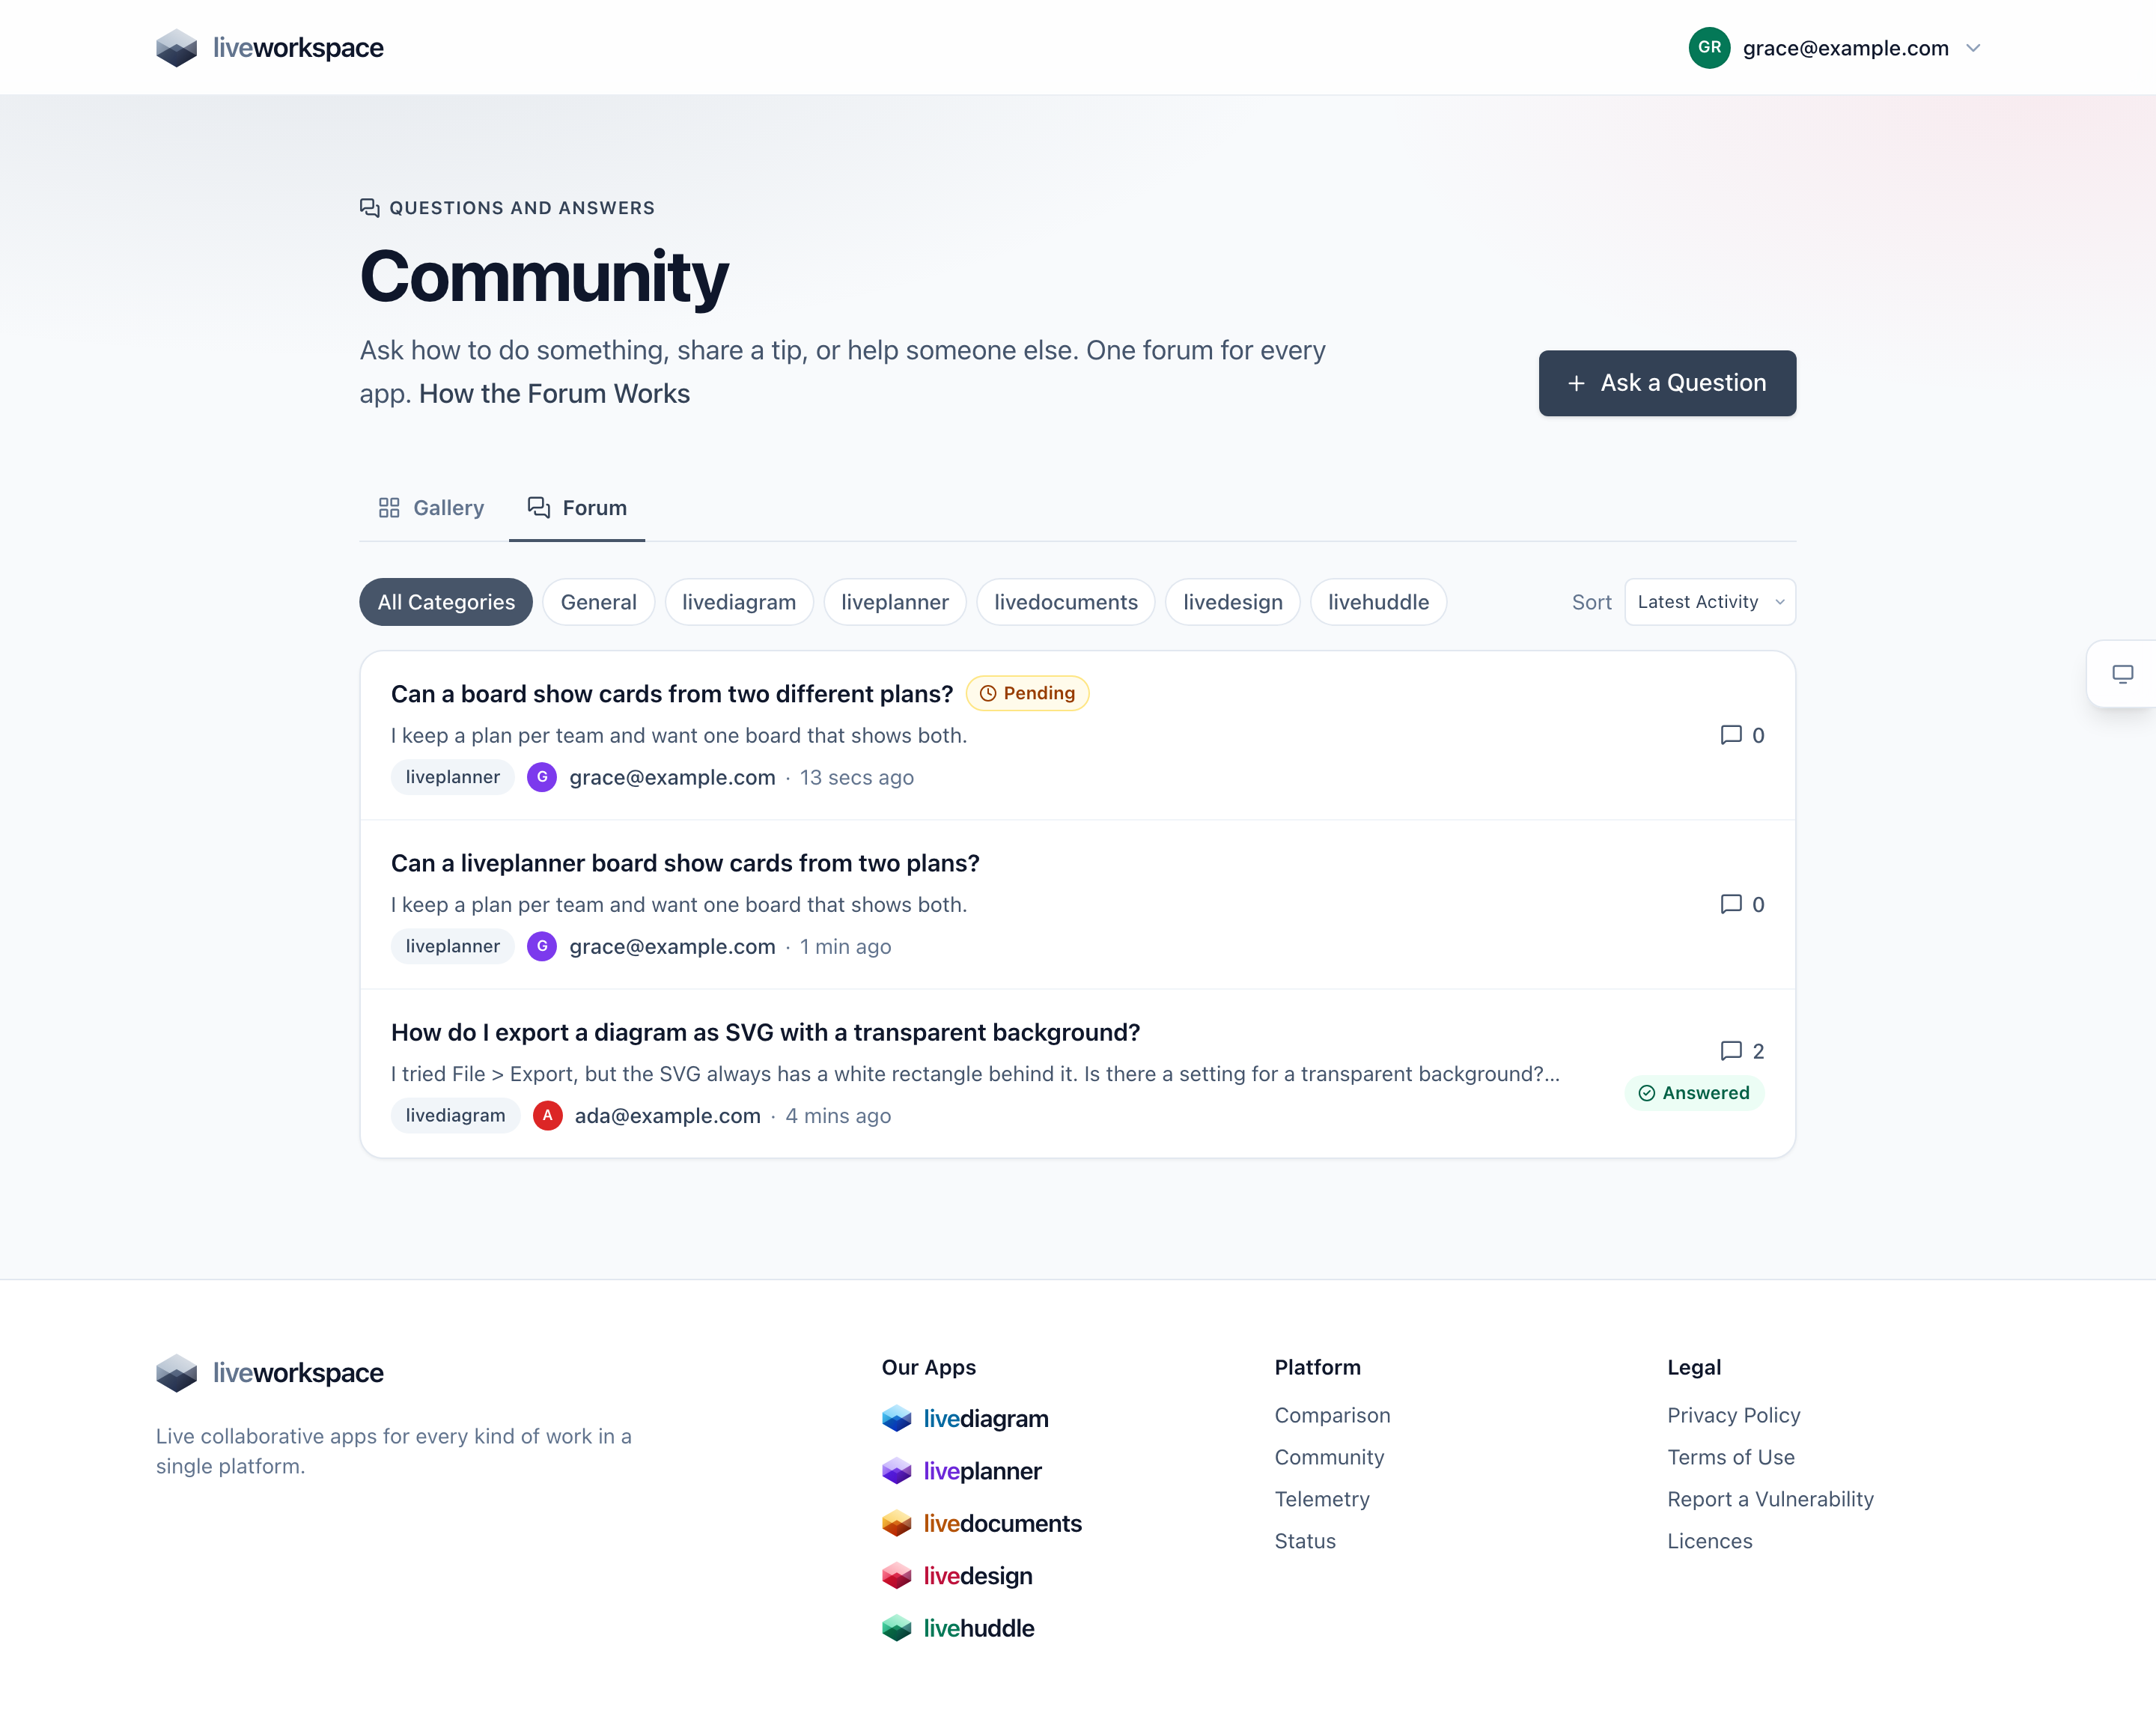 liveworkspace
GR grace@example.com
QUESTIONS AND ANSWERS
Community
Ask how to do something, share a tip, or help someone else. One forum for every
app. How the Forum Works
+ Ask a Question
Gallery Forum
All Categories General livediagram liveplanner livedocuments livedesign livehuddle Sort Latest Activity
Can a board show cards from two different plans? Pending
I keep a plan per team and want one board that shows both.
0
liveplanner G grace@example.com · 13 secs ago
Can a liveplanner board show cards from two plans?
I keep a plan per team and want one board that shows both.
0
liveplanner G grace@example.com · 1 min ago
How do I export a diagram as SVG with a transparent background?
2
I tried File > Export, but the SVG always has a white rectangle behind it. Is there a setting for a transparent background?...
Answered
livediagram A ada@example.com · 4 mins ago
liveworkspace
Live collaborative apps for every kind of work in a
single platform.
Our Apps
livediagram
liveplanner
livedocuments
livedesign
livehuddle
Platform
Comparison
Community
Telemetry
Status
Legal
Privacy Policy
Terms of Use
Report a Vulnerability
Licences